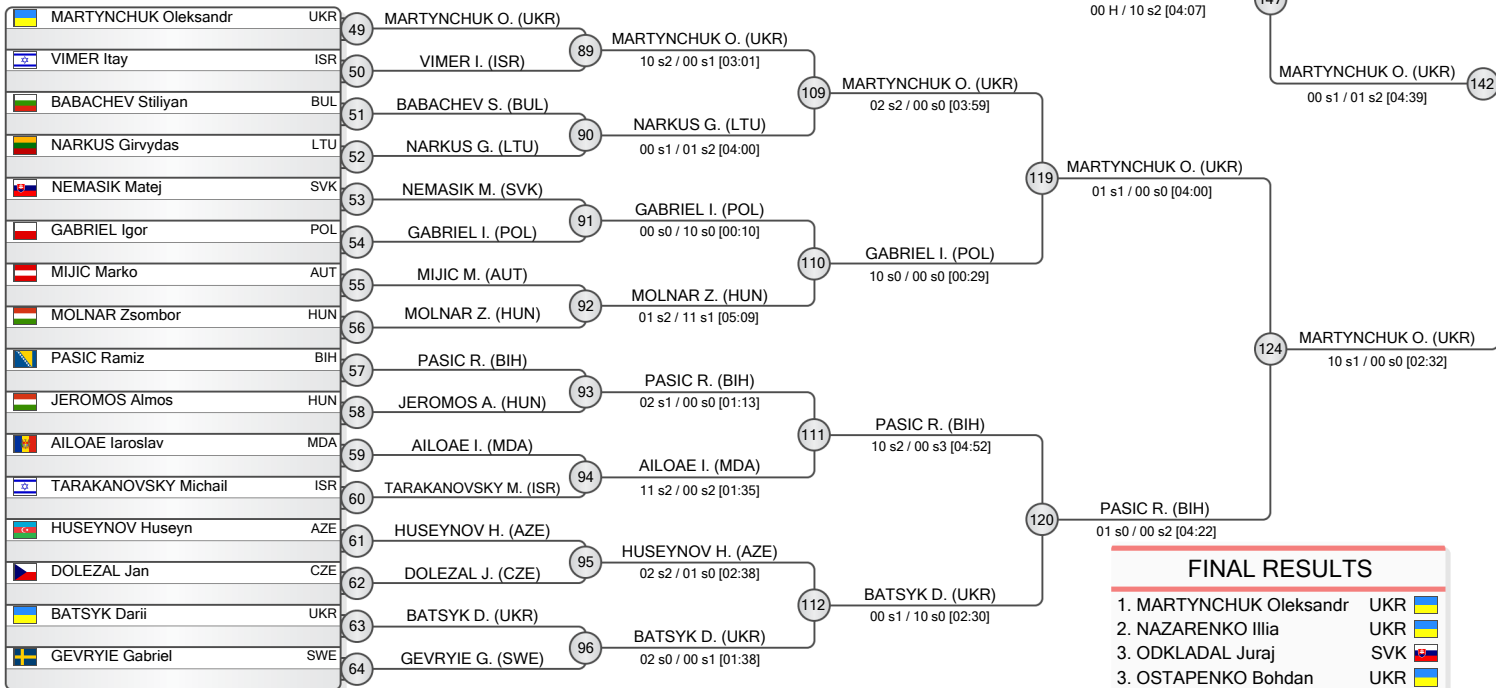 MARTYNCHUK Oleksandr UKR
VIMER Itay ISR
BABACHEV Stiliyan BUL
NARKUS Girvydas LTU
NEMASIK Matej SVK
GABRIEL Igor POL
MIJIC Marko AUT
MOLNAR Zsombor HUN
PASIC Ramiz BIH
JEROMOS Almos HUN
AILOAE Iaroslav MDA
TARAKANOVSKY Michail ISR
HUSEYNOV Huseyn AZE
DOLEZAL Jan CZE
BATSYK Darii UKR
GEVRYIE Gabriel SWE
49
50
51
52
53
54
55
56
57
58
59
60
61
62
63
64
MARTYNCHUK O. (UKR)
VIMER I. (ISR)
BABACHEV S. (BUL)
NARKUS G. (LTU)
NEMASIK M. (SVK)
GABRIEL I. (POL)
MIJIC M. (AUT)
MOLNAR Z. (HUN)
PASIC R. (BIH)
JEROMOS A. (HUN)
AILOAE I. (MDA)
TARAKANOVSKY M. (ISR)
HUSEYNOV H. (AZE)
DOLEZAL J. (CZE)
BATSYK D. (UKR)
GEVRYIE G. (SWE)
89
90
91
92
93
94
95
96
MARTYNCHUK O. (UKR)
10 s2 / 00 s1 [03:01]
NARKUS G. (LTU)
00 s1 / 01 s2 [04:00]
GABRIEL I. (POL)
00 s0 / 10 s0 [00:10]
MOLNAR Z. (HUN)
01 s2 / 11 s1 [05:09]
PASIC R. (BIH)
02 s1 / 00 s0 [01:13]
AILOAE I. (MDA)
11 s2 / 00 s2 [01:35]
HUSEYNOV H. (AZE)
02 s2 / 01 s0 [02:38]
BATSYK D. (UKR)
02 s0 / 00 s1 [01:38]
109
110
111
112
MARTYNCHUK O. (UKR)
02 s2 / 00 s0 [03:59]
GABRIEL I. (POL)
10 s0 / 00 s0 [00:29]
PASIC R. (BIH)
10 s2 / 00 s3 [04:52]
BATSYK D. (UKR)
00 s1 / 10 s0 [02:30]
119
120
MARTYNCHUK O. (UKR)
01 s1 / 00 s0 [04:00]
PASIC R. (BIH)
01 s0 / 00 s2 [04:22]
124
MARTYNCHUK O. (UKR)
10 s1 / 00 s0 [02:32]
00 H / 10 s2 [04:07]
MARTYNCHUK O. (UKR)
00 s1 / 01 s2 [04:39]
142
FINAL RESULTS
1. MARTYNCHUK Oleksandr UKR
2. NAZARENKO Illia UKR
3. ODKLADAL Juraj SVK
3. OSTAPENKO Bohdan UKR